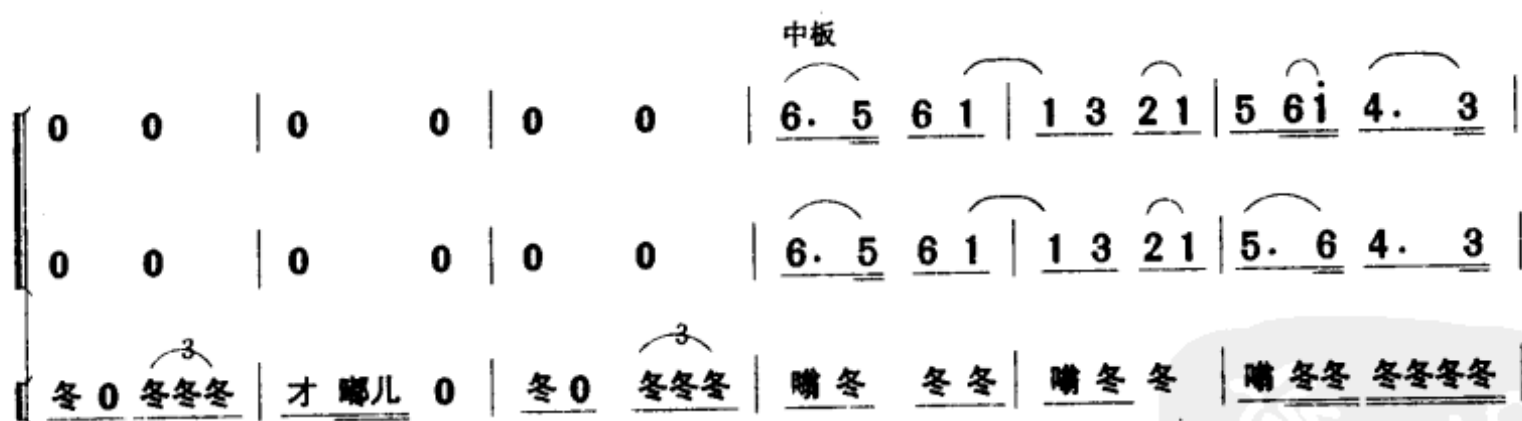 中板
0 0 | 0 0 | 0 0 | 6. 5 6 1 | 1 3 2 1 | 5 6 i 4. 3 |
0 0 | 0 0 | 0 0 | 6. 5 6 1 | 1 3 2 1 | 5. 6 4. 3 |
3 3
冬 0 冬冬冬 | 才 嘟儿 0 | 冬 0 冬冬冬 | 冬 冬冬 | 冬 冬 | 冬冬 冬冬冬冬 |